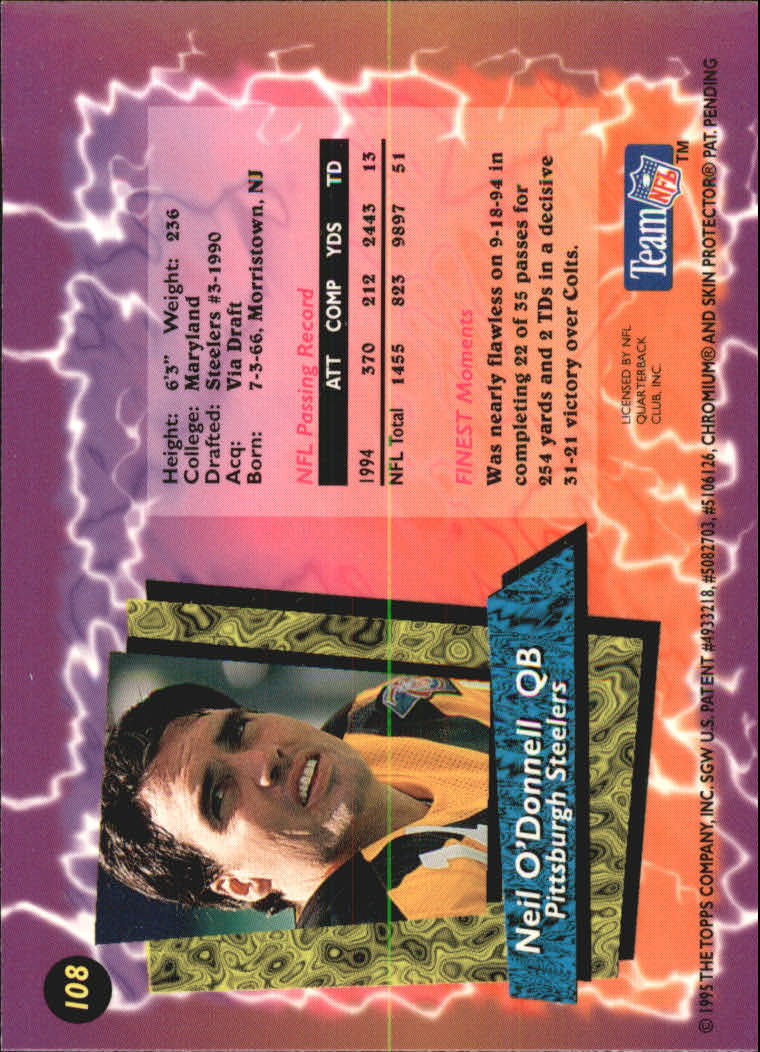 108
Neil O'Donnell QB
Pittsburgh Steelers
Height: 6'3" Weight: 236
College: Maryland
Drafted: Steelers #3-1990
Acq: Via Draft
Born: 7-3-66, Morristown, NJ
NFL Passing Record
ATT COMP YDS TD
1994 370 212 2443 13
NFL Total 1455 823 9897 51
FINEST Moments
Was nearly flawless on 9-18-94 in
completing 22 of 35 passes for
254 yards and 2 TDs in a decisive
31-21 victory over Colts.
LICENSED BY NFL
QUARTERBACK
CLUB, INC.
Team NFL TM
© 1995 THE TOPPS COMPANY, INC. SGW U.S. PATENT #4933218, #5082703, #5106126, CHROMIUM® AND SKIN PROTECTOR® PAT. PENDING